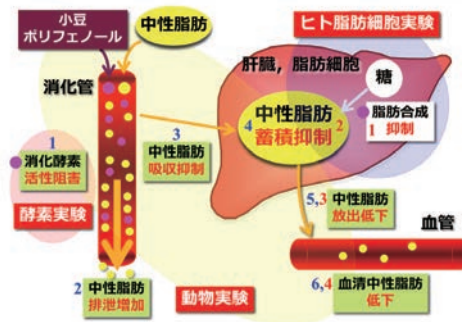 小豆
ポリフェノール
中性脂肪
ヒト脂肪細胞実験
消化管
肝臓，脂肪細胞
糖
中性脂肪
4 蓄積抑制 2
脂肪合成
1 抑制
1
消化酵素
活性阻害
酵素実験
3
中性脂肪
吸収抑制
5,3 中性脂肪
放出低下
血管
2 中性脂肪
排泄増加
動物実験
6,4 血清中性脂肪
低下